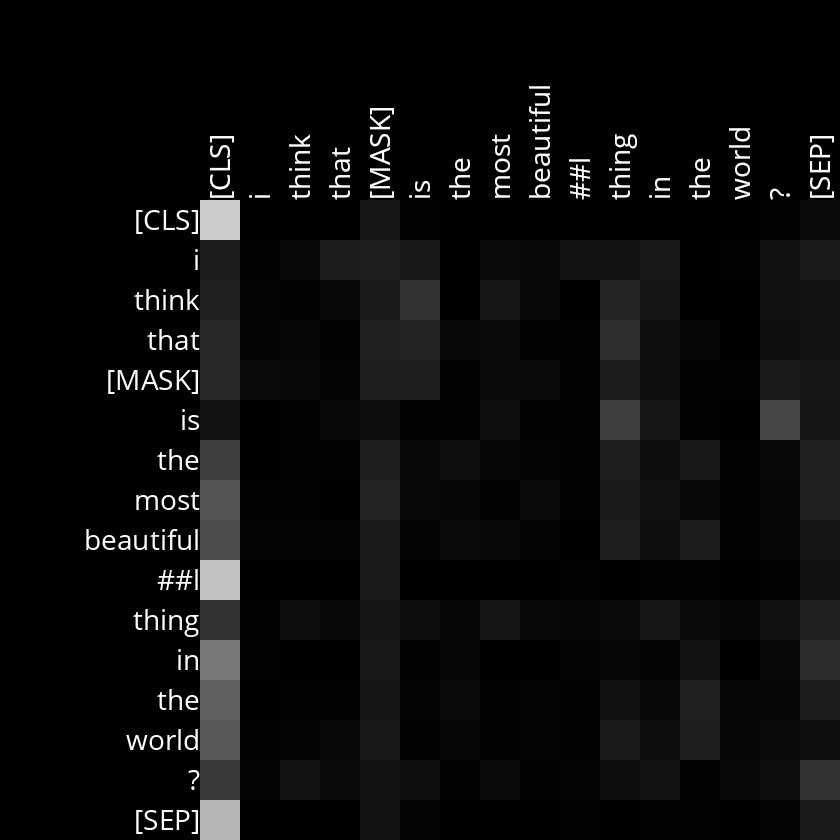 [CLS] i think that [MASK] is the most beautiful ##l thing in the world ? [SEP]
[CLS]
i
think
that
[MASK]
is
the
most
beautiful
##l
thing
in
the
world
?
[SEP]